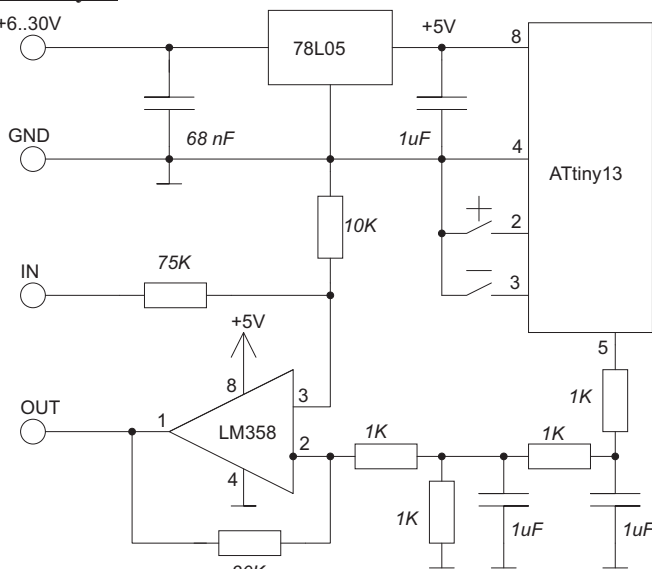 +6..30V
78L05
+5V
8
68 nF
1uF
GND
4
ATtiny13
10K
2
3
IN
75K
+5V
8
3
5
1K
OUT
1
LM358
2
1K
1K
4
1K
1uF
1uF